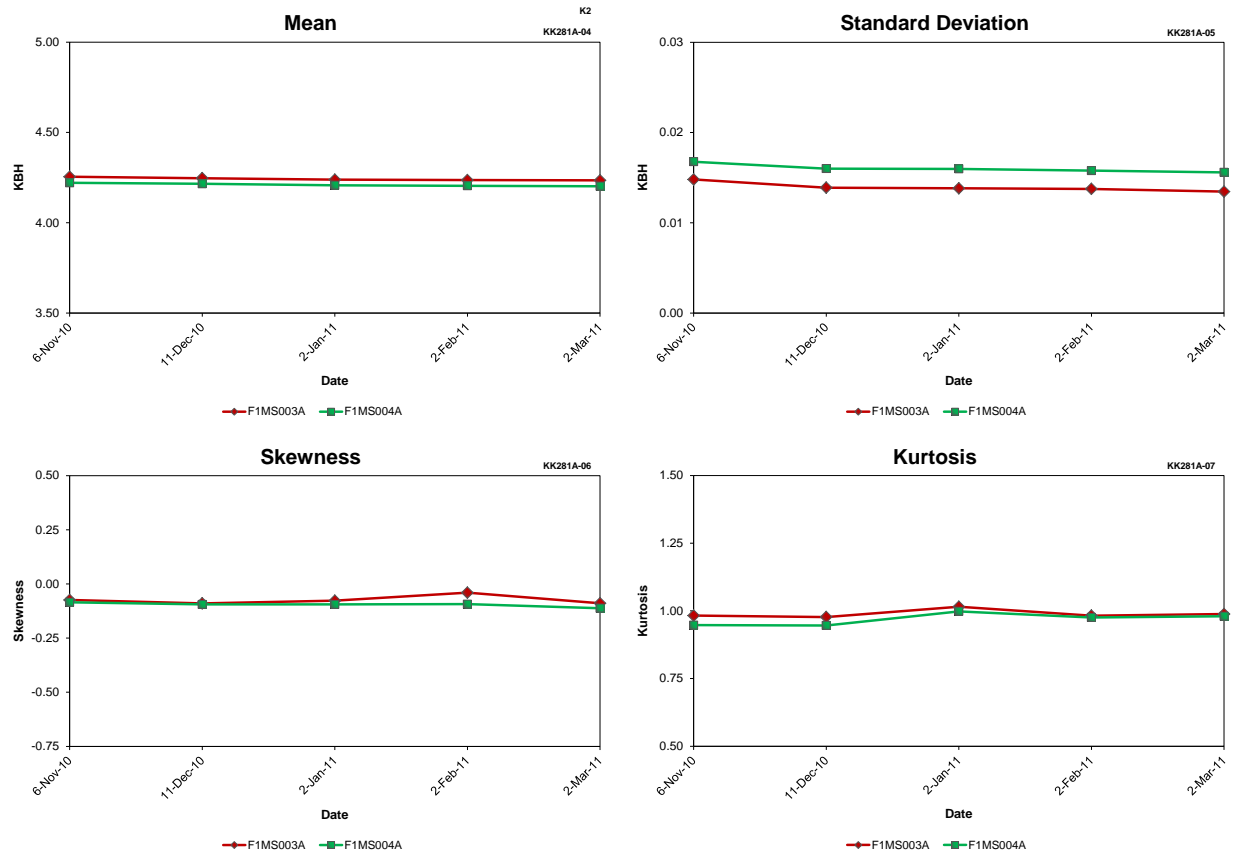 K2
Mean
KK281A-04
5.00
4.50
4.00
3.50
KBH
6-Nov-10
11-Dec-10
2-Jan-11
2-Feb-11
2-Mar-11
Date
F1MS003A F1MS004A
Standard Deviation
KK281A-05
0.03
0.02
0.01
0.00
KBH
6-Nov-10
11-Dec-10
2-Jan-11
2-Feb-11
2-Mar-11
Date
F1MS003A F1MS004A
Skewness
KK281A-06
0.50
0.25
0.00
-0.25
-0.50
-0.75
Skewness
6-Nov-10
11-Dec-10
2-Jan-11
2-Feb-11
2-Mar-11
Date
F1MS003A F1MS004A
Kurtosis
KK281A-07
1.50
1.25
1.00
0.75
0.50
Kurtosis
6-Nov-10
11-Dec-10
2-Jan-11
2-Feb-11
2-Mar-11
Date
F1MS003A F1MS004A